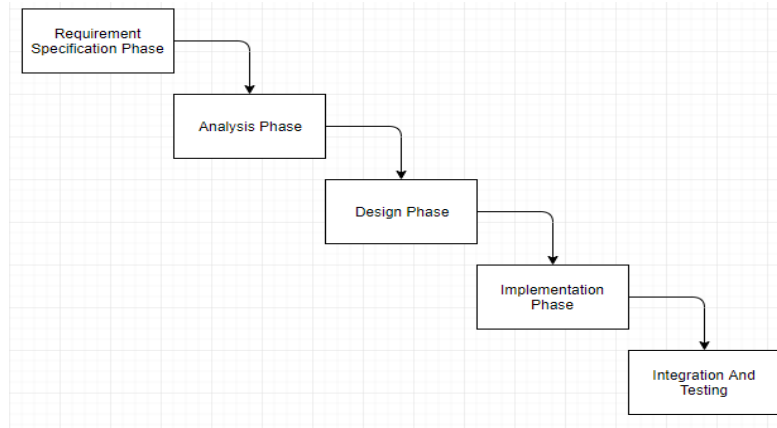 Requirement
Specification Phase
Analysis Phase
Design Phase
Implementation
Phase
Integration And
Testing